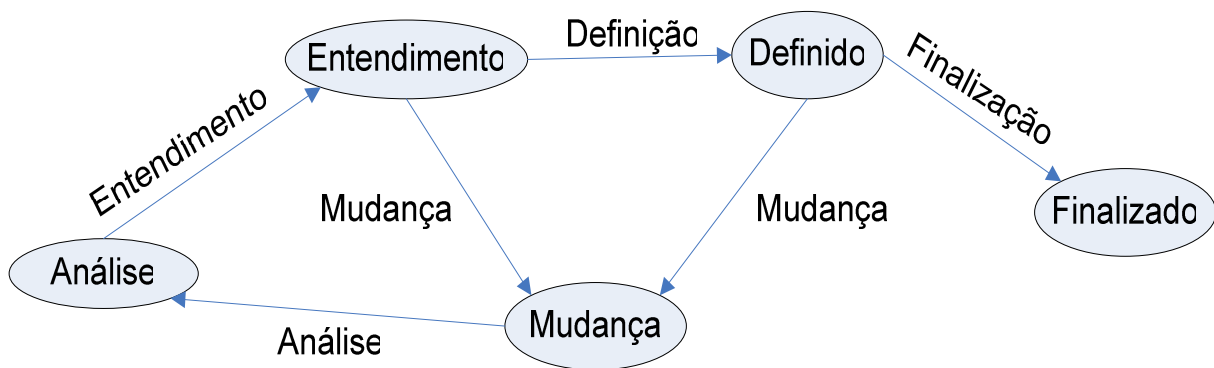 Definição
Entendimento
Definido
Finalização
Entendimento
Mudança
Mudança
Finalizado
Análise
Mudança
Análise